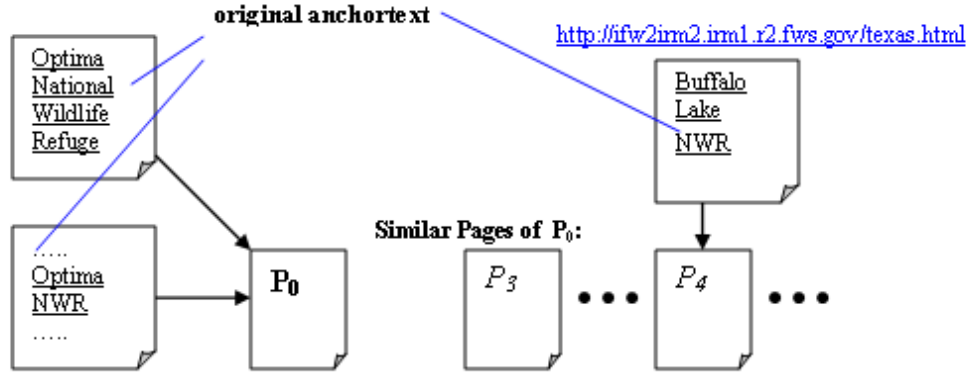 original anchortext
http://ifw2irm2.irm1.r2.fws.gov/texas.html
Optima
National
Wildlife
Refuge
Buffalo
Lake
NWR
.....
Optima
NWR
.....
P0
Similar Pages of P0:
P3
P4